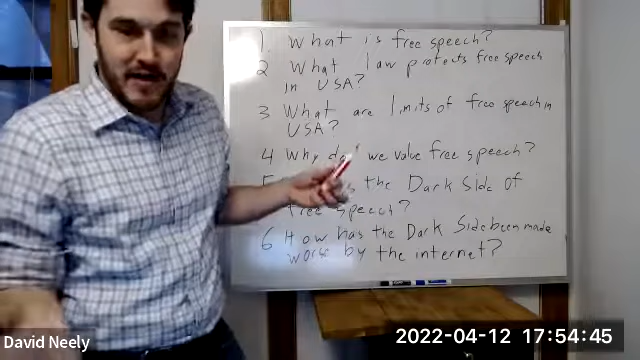 1. What is free speech?
2 What law protects free speech
in USA?
3 What are limits of free speech in
USA?
4 Why do we value free speech?
5 the Dark Side of
free speech?
6 How has the Dark Side been made
worse by the internet?
David Neely
2022-04-12 17:54:45